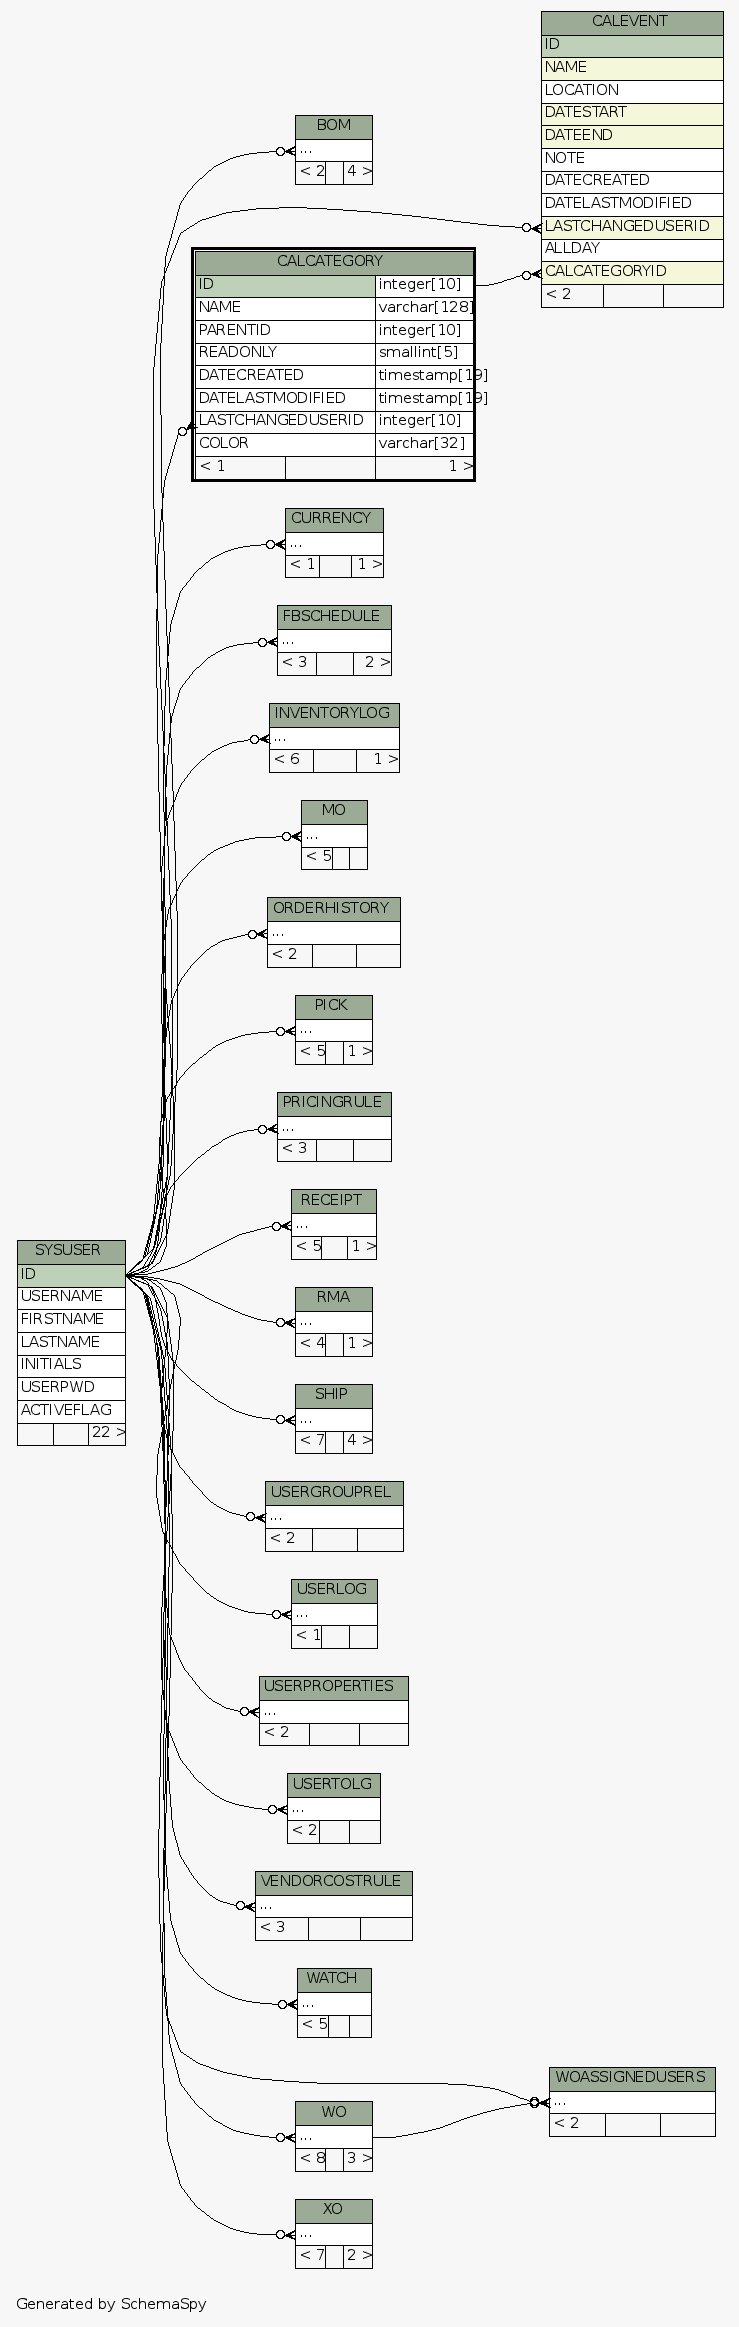 CALEVENT
ID
NAME
LOCATION
DATESTART
DATEEND
NOTE
DATECREATED
DATELASTMODIFIED
LASTCHANGEDUSERID
ALLDAY
CALCATEGORYID
< 2
BOM
...
< 2 4 >
CALCATEGORY
ID integer[10]
NAME varchar[128]
PARENTID integer[10]
READONLY smallint[5]
DATECREATED timestamp[19]
DATELASTMODIFIED timestamp[19]
LASTCHANGEDUSERID integer[10]
COLOR varchar[32]
< 1 1 >
CURRENCY
...
< 1 1 >
FBSCHEDULE
...
< 3 2 >
INVENTORYLOG
...
< 6 1 >
MO
...
< 5
ORDERHISTORY
...
< 2
PICK
...
< 5 1 >
PRICINGRULE
...
< 3
RECEIPT
...
< 5 1 >
SYSUSER
ID
USERNAME
FIRSTNAME
LASTNAME
INITIALS
USERPWD
ACTIVEFLAG
22 >
RMA
...
< 4 1 >
SHIP
...
< 7 4 >
USERGROUPREL
...
< 2
USERLOG
...
< 1
USERPROPERTIES
...
< 2
USERTOLG
...
< 2
VENDORCOSTRULE
...
< 3
WATCH
...
< 5
WOASSIGNEDUSERS
...
< 2
WO
...
< 8 3 >
XO
...
< 7 2 >
Generated by SchemaSpy